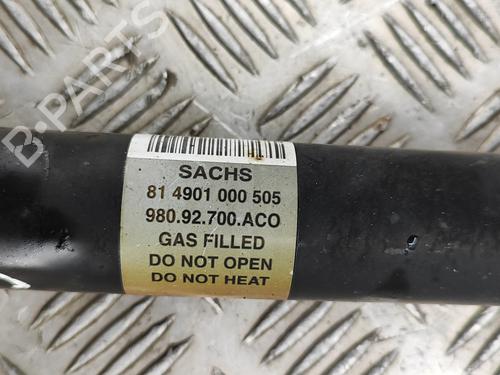 B-PARTS
SACHS
81 4901 000 505
980.92.700.ACO
GAS FILLED
DO NOT OPEN
DO NOT HEAT